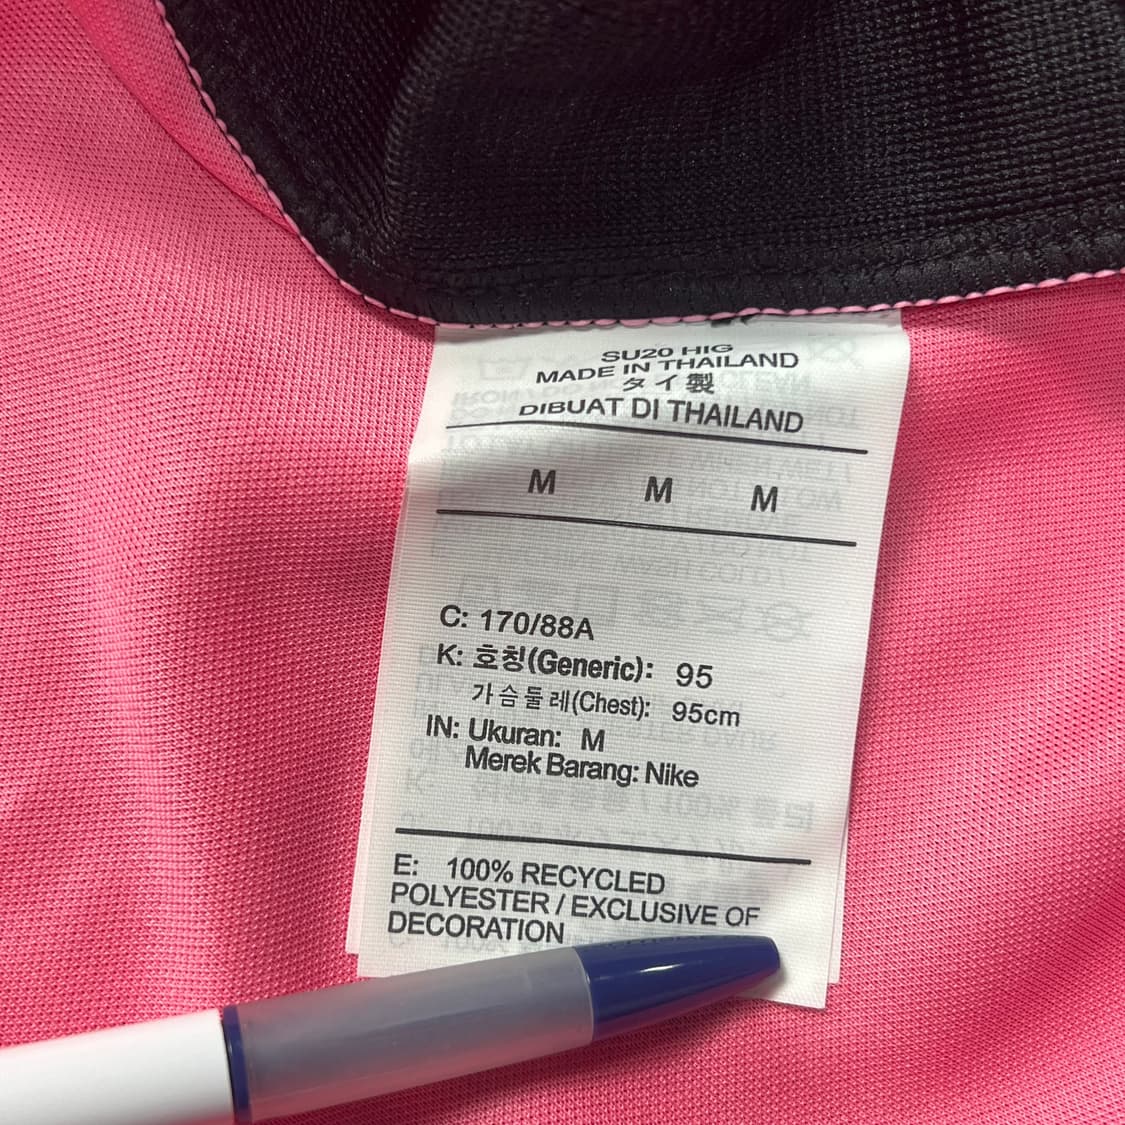 SU20 HIG
MADE IN THAILAND
タイ製
DIBUAT DI THAILAND
M M M
C: 170/88A
K: 호칭(Generic): 95
가슴둘레(Chest): 95cm
IN: Ukuran: M
Merek Barang: Nike
E: 100% RECYCLED
POLYESTER / EXCLUSIVE OF
DECORATION